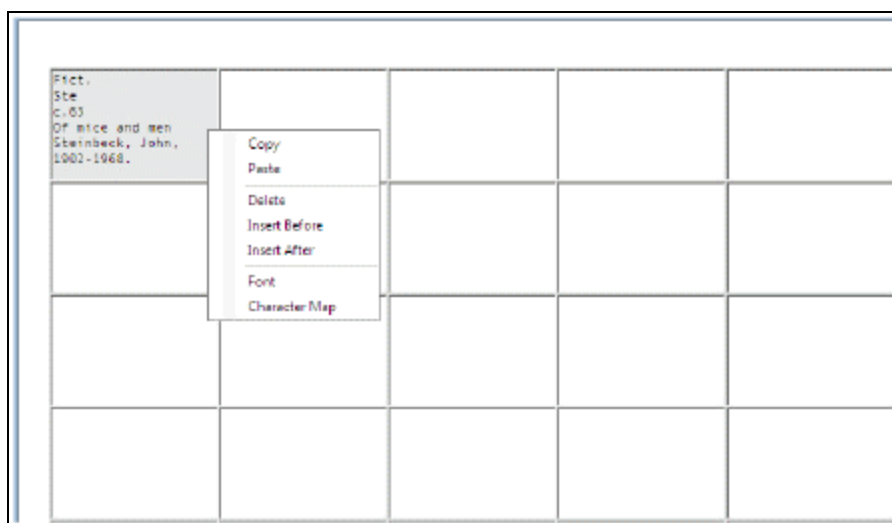 Fict.
Ste
c.63
Of mice and men
Steinbeck, John,
1902-1968.
Copy
Paste
Delete
Insert Before
Insert After
Font
Character Map